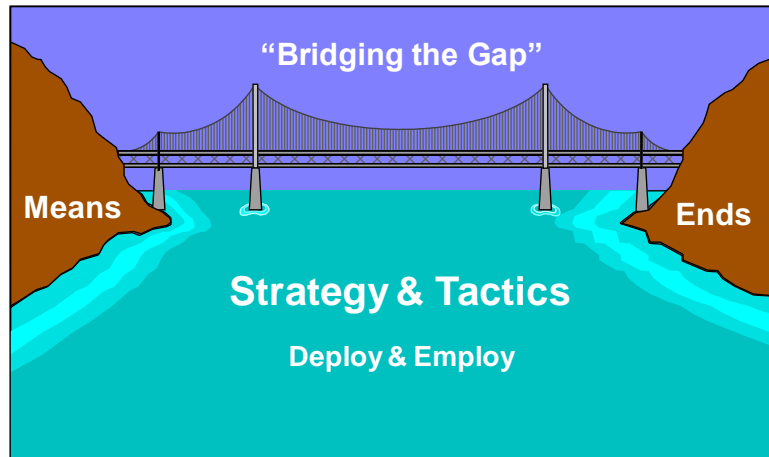 “Bridging the Gap”
Means
Ends
Strategy & Tactics
Deploy & Employ